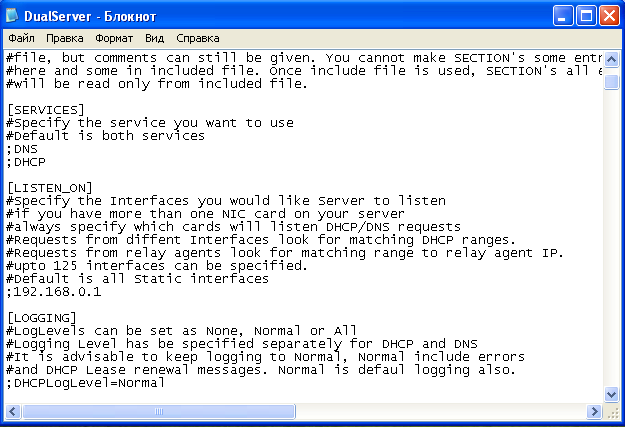 DualServer - Блокнот
Файл Правка Формат Вид Справка
#file, but comments can still be given. You cannot make SECTION's some entr
#here and some in included file. Once include file is used, SECTION's all e
#will be read only from included file.
[SERVICES]
#Specify the service you want to use
#Default is both services
;DNS
;DHCP
[LISTEN_ON]
#Specify the Interfaces you would like Server to listen
#if you have more than one NIC card on your server
#always specify which cards will listen DHCP/DNS requests
#Requests from diffent Interfaces look for matching DHCP ranges.
#Requests from relay agents look for matching range to relay agent IP.
#upto 125 interfaces can be specified.
#Default is all Static interfaces
;192.168.0.1
[LOGGING]
#LogLevels can be set as None, Normal or All
#Logging Level has be specified separately for DHCP and DNS
#It is advisable to keep logging to Normal, Normal include errors
#and DHCP Lease renewal messages. Normal is defaul logging also.
;DHCPLogLevel=Normal